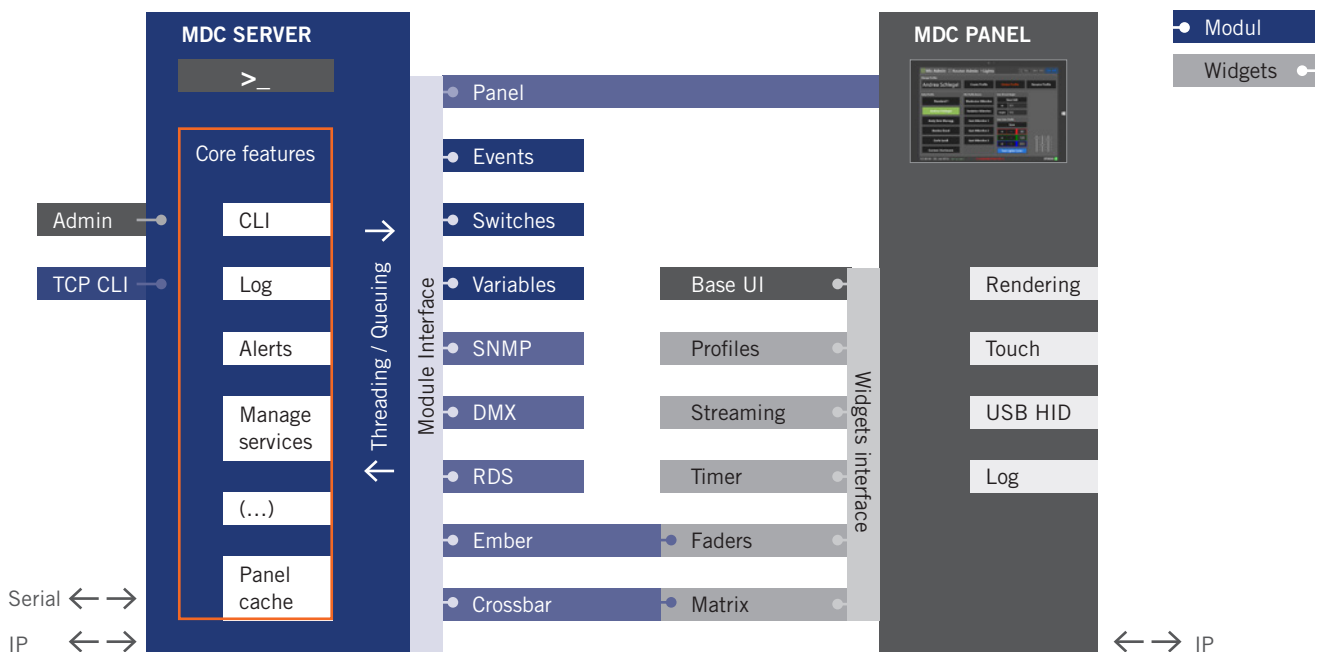 MDC SERVER
>_
Core features
CLI
Log
Alerts
Manage
services
(...)
Panel
cache
Admin
TCP CLI
Serial
IP
Threading / Queuing
Module Interface
Panel
Events
Switches
Variables
SNMP
DMX
RDS
Ember
Crossbar
Base UI
Profiles
Streaming
Timer
Faders
Matrix
Widgets interface
MDC PANEL
Andrea Schlegel
Rendering
Touch
USB HID
Log
IP
Modul
Widgets